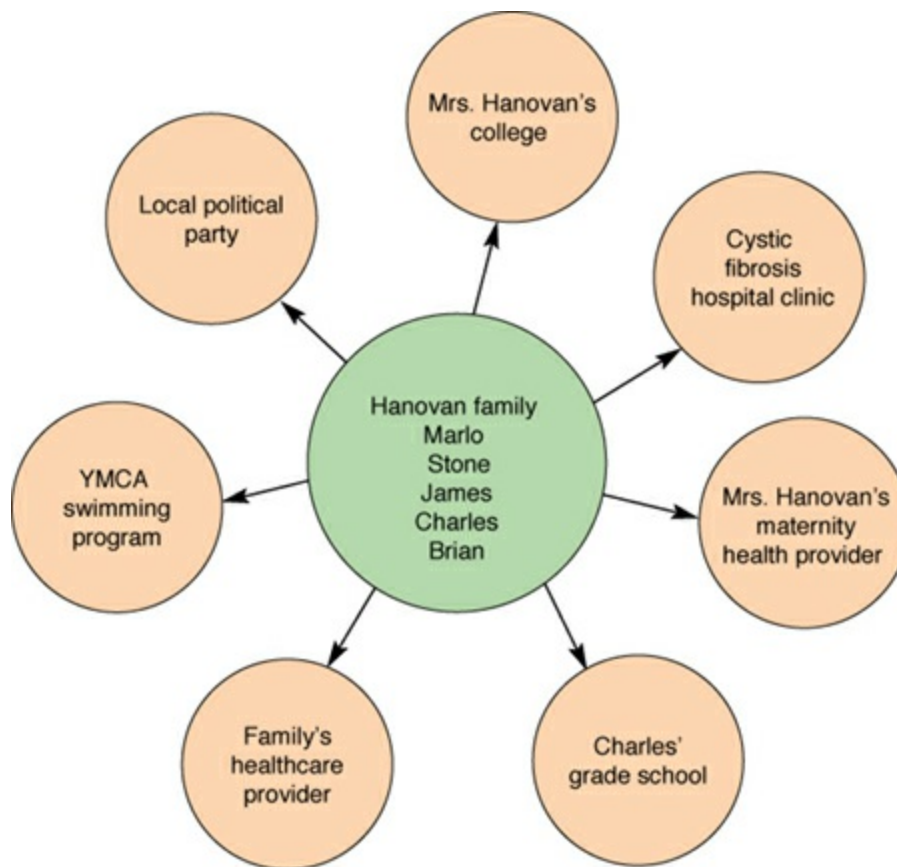 Mrs. Hanovan's
college
Local political
party
Cystic
fibrosis
hospital clinic
Hanovan family
Marlo
Stone
James
Charles
Brian
YMCA
swimming
program
Mrs. Hanovan's
maternity
health provider
Family's
healthcare
provider
Charles'
grade school